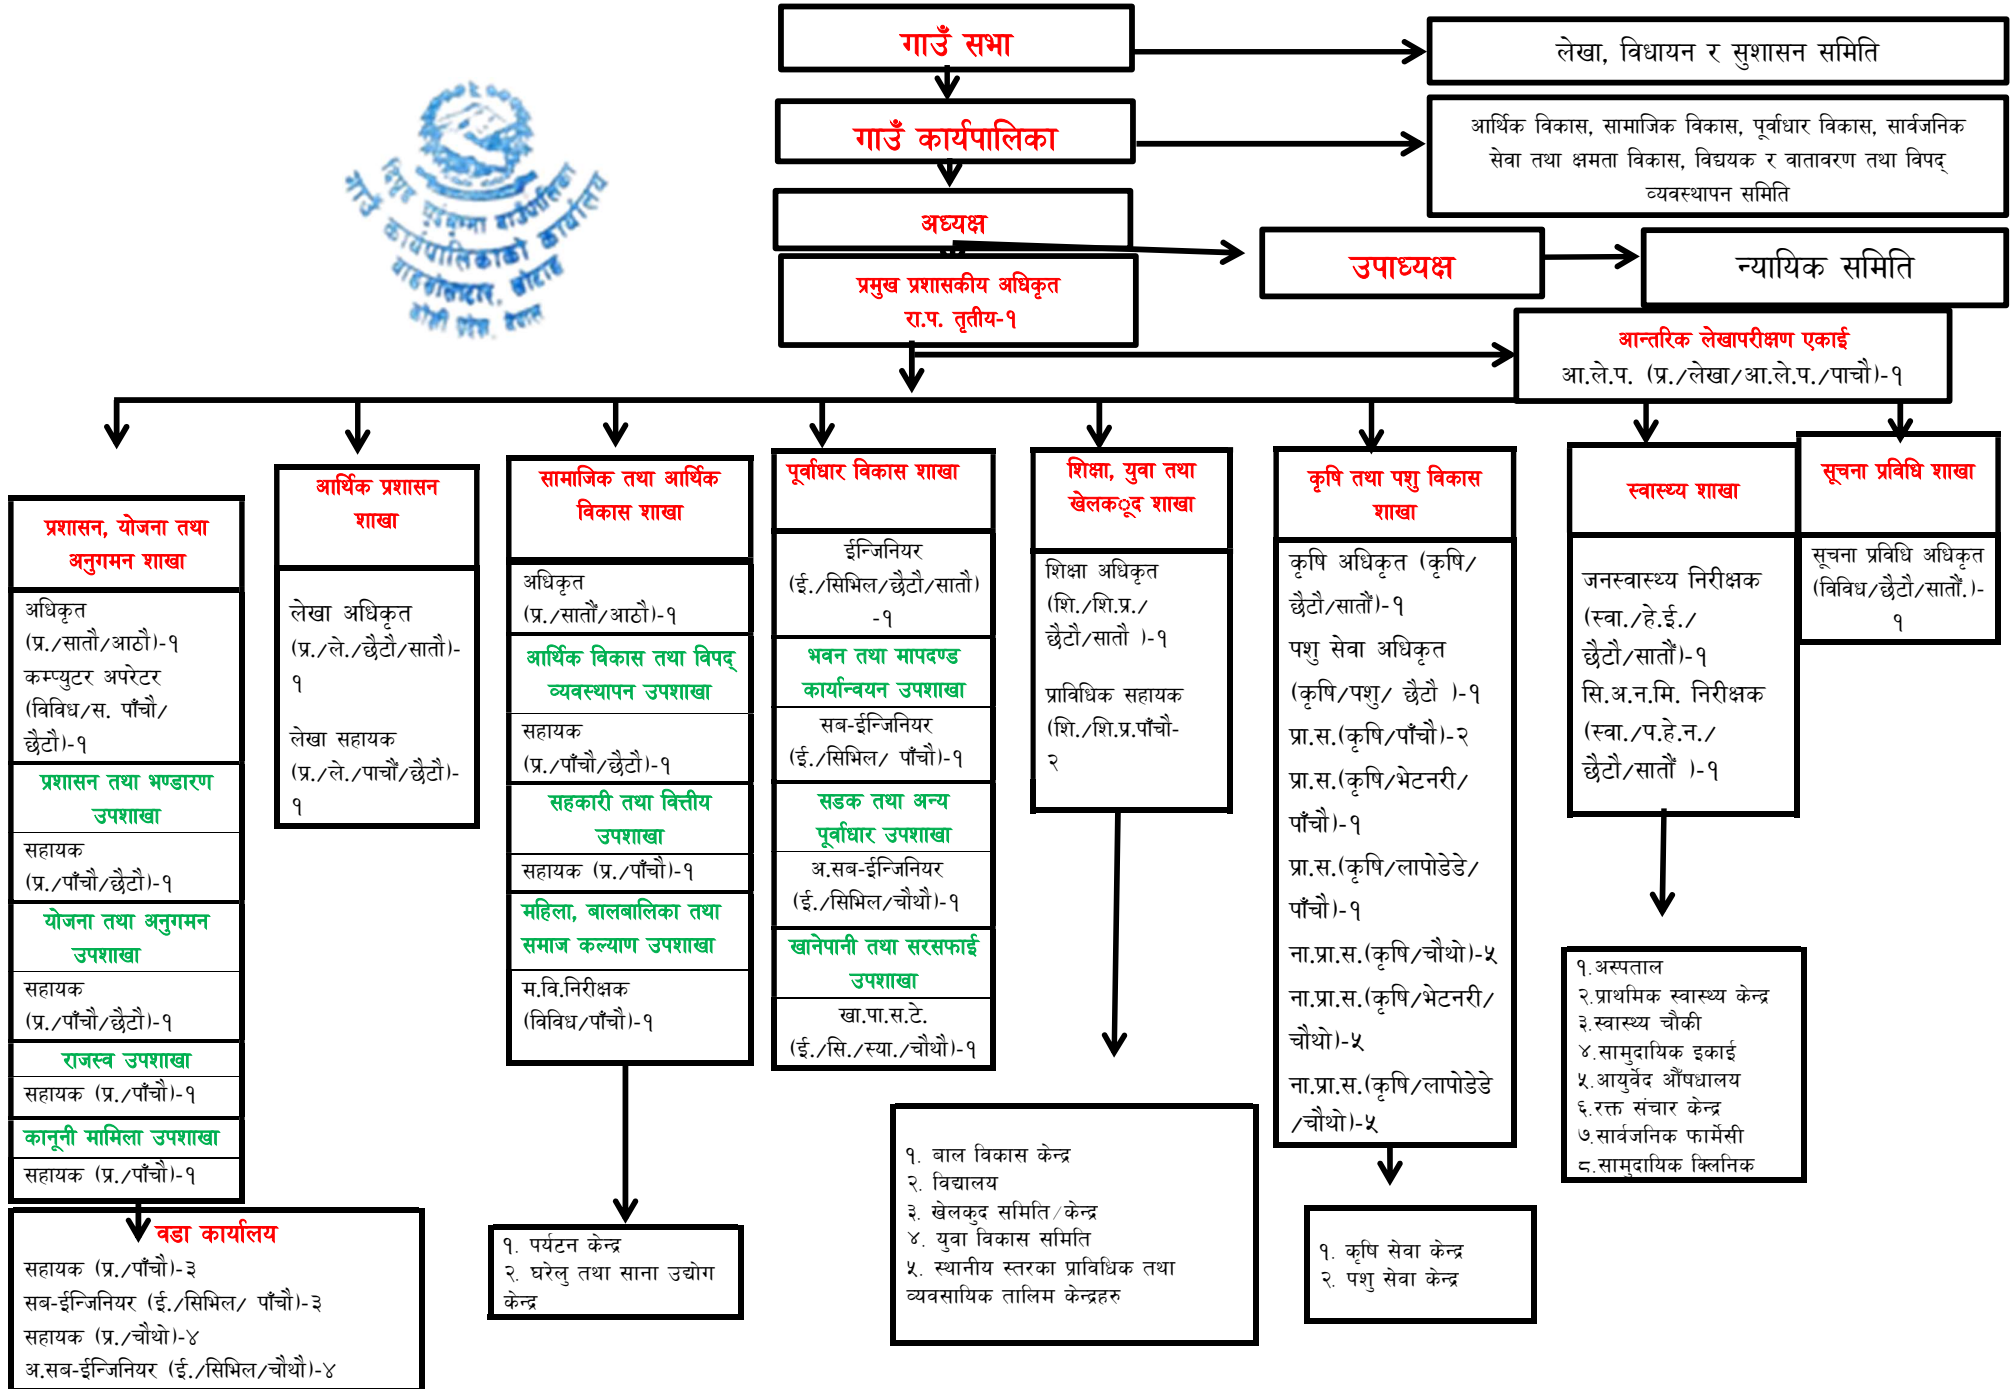 गाउँ सभा
लेखा, विधायन र सुशासन समिति
गाउँ कार्यपालिका
आर्थिक विकास, सामाजिक विकास, पूर्वाधार विकास, सार्वजनिक
सेवा तथा क्षमता विकास, विद्ययक र वातावरण तथा विपद्
व्यवस्थापन समिति
गाउँ कार्यपालिकाको कार्यालय
अध्यक्ष
उपाध्यक्ष
न्यायिक समिति
प्रमुख प्रशासकीय अधिकृत
रा.प. तृतीय-१
आन्तरिक लेखापरीक्षण एकाई
आ.ले.प. (प्र./लेखा/आ.ले.प./पाचौ)-१
प्रशासन, योजना तथा
अनुगमन शाखा
अधिकृत
(प्र./सातौ/आठौ)-१
कम्प्युटर अपरेटर
(विविध/स. पाँचौ/
छैटौ)-१
प्रशासन तथा भण्डारण
उपशाखा
सहायक
(प्र./पाँचौ/छैटौ)-१
योजना तथा अनुगमन
उपशाखा
सहायक
(प्र./पाँचौ/छैटौ)-१
राजस्व उपशाखा
सहायक (प्र./पाँचौ)-१
कानूनी मामिला उपशाखा
सहायक (प्र./पाँचौ)-१
वडा कार्यालय
सहायक (प्र./पाँचौ)-३
सब-ईन्जिनियर (ई./सिभिल/ पाँचौ)-३
सहायक (प्र./चौथो)-४
अ.सब-ईन्जिनियर (ई./सिभिल/चौथौ)-४
आर्थिक प्रशासन
शाखा
लेखा अधिकृत
(प्र./ले./छैटौ/सातौ)-
१
लेखा सहायक
(प्र./ले./पाचौं/छैटौ)-
१
सामाजिक तथा आर्थिक
विकास शाखा
अधिकृत
(प्र./सातौं/आठौ)-१
आर्थिक विकास तथा विपद्
व्यवस्थापन उपशाखा
सहायक
(प्र./पाँचौ/छैटौ)-१
सहकारी तथा वित्तीय
उपशाखा
सहायक (प्र./पाँचौ)-१
महिला, बालबालिका तथा
समाज कल्याण उपशाखा
म.वि.निरीक्षक
(विविध/पाँचौ)-१
१. पर्यटन केन्द्र
२. घरेलु तथा साना उद्योग
केन्द्र
पूर्वाधार विकास शाखा
ईन्जिनियर
(ई./सिभिल/छैटौ/सातौ)
-१
भवन तथा मापदण्ड
कार्यान्वयन उपशाखा
सब-ईन्जिनियर
(ई./सिभिल/ पाँचौ)-१
सडक तथा अन्य
पूर्वाधार उपशाखा
अ.सब-ईन्जिनियर
(ई./सिभिल/चौथौ)-१
खानेपानी तथा सरसफाई
उपशाखा
खा.पा.स.टे.
(ई./सि./स्या./चौथौ)-१
शिक्षा, युवा तथा
खेलक‍ूद शाखा
शिक्षा अधिकृत
(शि./शि.प्र./
छैटौ/सातौ )-१
प्राविधिक सहायक
(शि./शि.प्र.पाँचौ-
२
१. बाल विकास केन्द्र
२. विद्यालय
३. खेलकुद समिति/केन्द्र
४. युवा विकास समिति
५. स्थानीय स्तरका प्राविधिक तथा
व्यवसायिक तालिम केन्द्रहरु
कृषि तथा पशु विकास
शाखा
कृषि अधिकृत (कृषि/
छैटौ/सातौं)-१
पशु सेवा अधिकृत
(कृषि/पशु/ छैटौ )-१
प्रा.स.(कृषि/पाँचौ)-२
प्रा.स.(कृषि/भेटनरी/
पाँचौ)-१
प्रा.स.(कृषि/लापोडेडे/
पाँचौ)-१
ना.प्रा.स.(कृषि/चौथो)-५
ना.प्रा.स.(कृषि/भेटनरी/
चौथो)-५
ना.प्रा.स.(कृषि/लापोडेडे
/चौथो)-५
१. कृषि सेवा केन्द्र
२. पशु सेवा केन्द्र
स्वास्थ्य शाखा
जनस्वास्थ्य निरीक्षक
(स्वा./हे.ई./
छैटौ/सातौं)-१
सि.अ.न.मि. निरीक्षक
(स्वा./प.हे.न./
छैटौ/सातौं )-१
१.अस्पताल
२.प्राथमिक स्वास्थ्य केन्द्र
३.स्वास्थ्य चौकी
४.सामुदायिक इकाई
५.आयुर्वेद औंषधालय
६.रक्त संचार केन्द्र
७.सार्वजनिक फार्मेसी
८.सामुदायिक क्लिनिक
सूचना प्रविधि शाखा
सूचना प्रविधि अधिकृत
(विविध/छैटौ/सातौं.)-
१